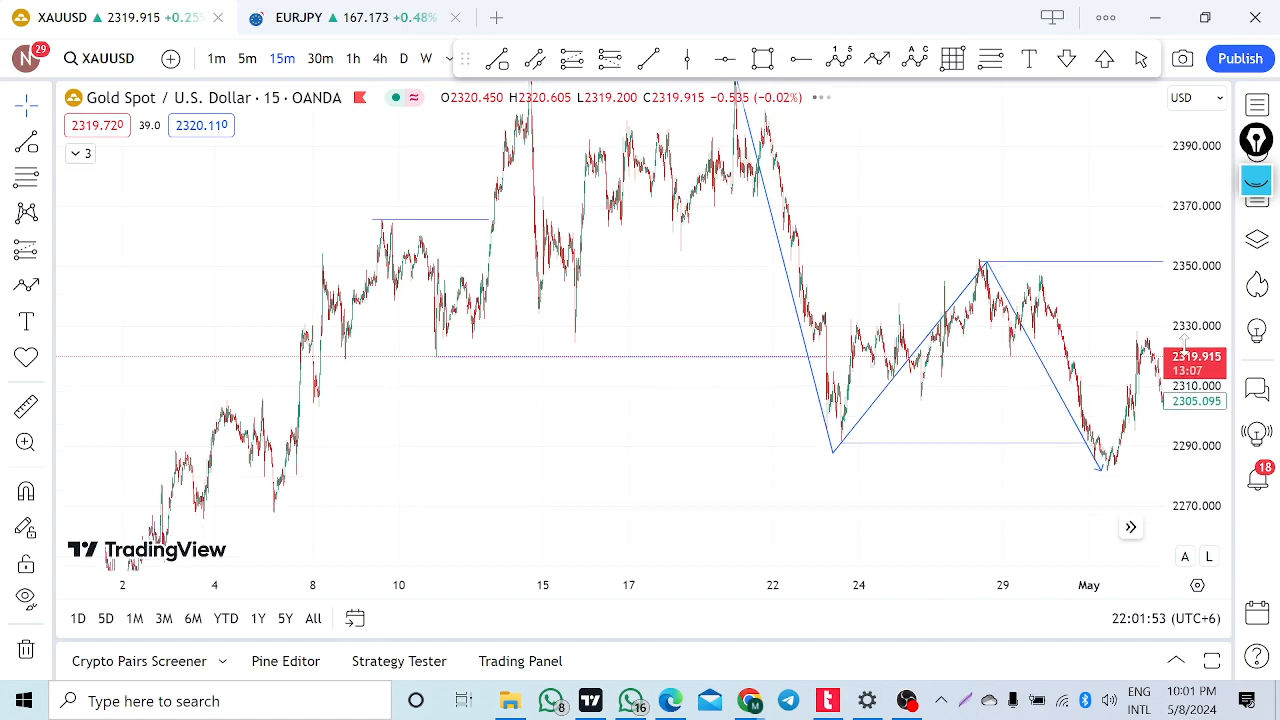 XAUUSD ▲ 2319.915 +0.25%
EURJPY ▲ 167.173 +0.48%
N 29
XAUUSD
1m 5m 15m 30m 1h 4h D W
Publish
Gold Spot / U.S. Dollar · 15 · OANDA
O2320.450 H2320.605 L2319.200 C2319.915 −0.535 (−0.02%)
USD
2319.720 39.0 2320.110
3
2390.000
2370.000
2350.000
2330.000
2319.915
13:07
2310.000
2305.095
2290.000
2270.000
18
TradingView
A L
2 4 8 10 15 17 22 24 29 May
1D 5D 1M 3M 6M YTD 1Y 5Y All
22:01:53 (UTC+6)
Crypto Pairs Screener Pine Editor Strategy Tester Trading Panel
Type here to search
8
16
ENG
INTL
10:01 PM
5/8/2024